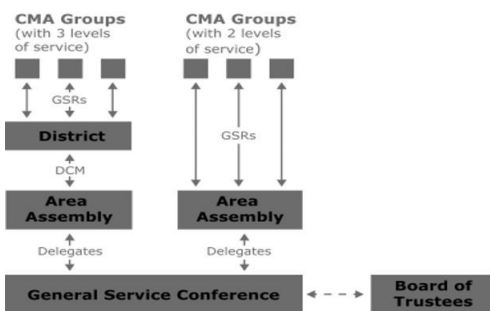 CMA Groups
(with 3 levels
of service)
GSRs
District
DCM
Area
Assembly
Delegates
CMA Groups
(with 2 levels
of service)
GSRs
Area
Assembly
Delegates
General Service Conference
Board of
Trustees